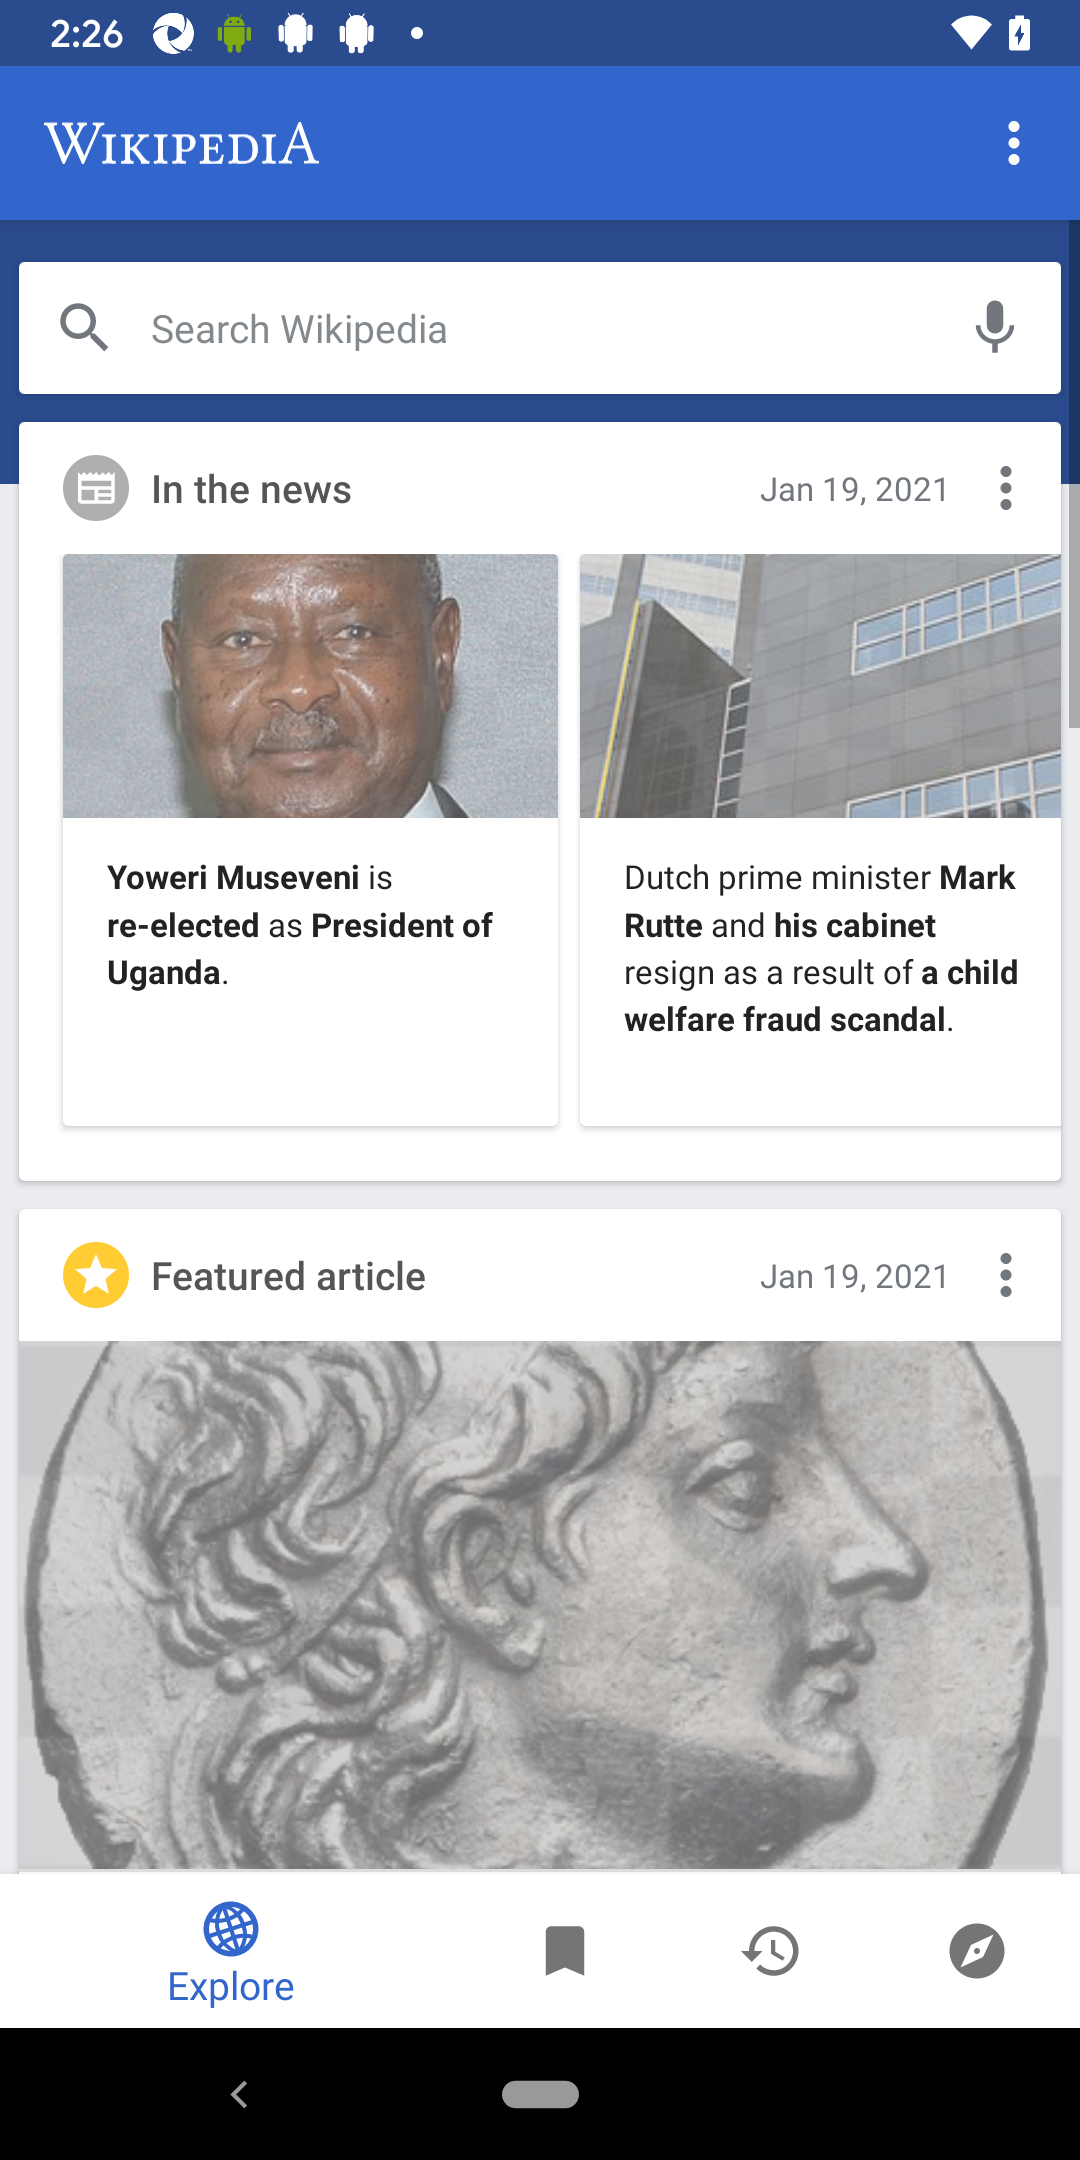 2:26
WIKIPEDIA
Search Wikipedia
In the news
Jan 19, 2021
Yoweri Museveni is
re-elected as President of
Uganda.
Dutch prime minister Mark
Rutte and his cabinet
resign as a result of a child
welfare fraud scandal.
Featured article
Jan 19, 2021
Explore